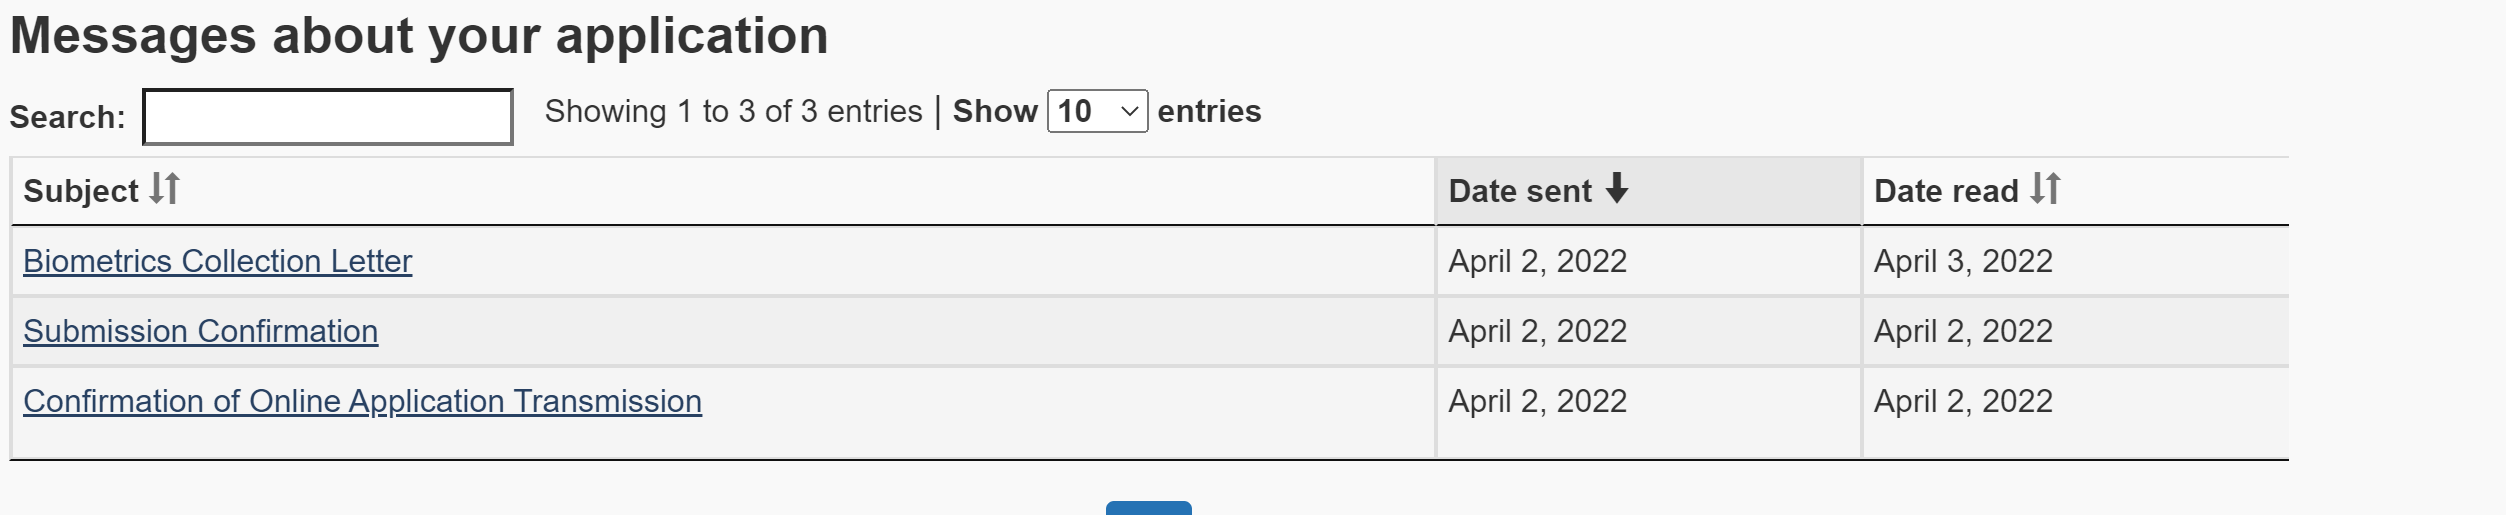 Messages about your application
Search: Showing 1 to 3 of 3 entries | Show 10 entries
Subject Date sent Date read
Biometrics Collection Letter April 2, 2022 April 3, 2022
Submission Confirmation April 2, 2022 April 2, 2022
Confirmation of Online Application Transmission April 2, 2022 April 2, 2022